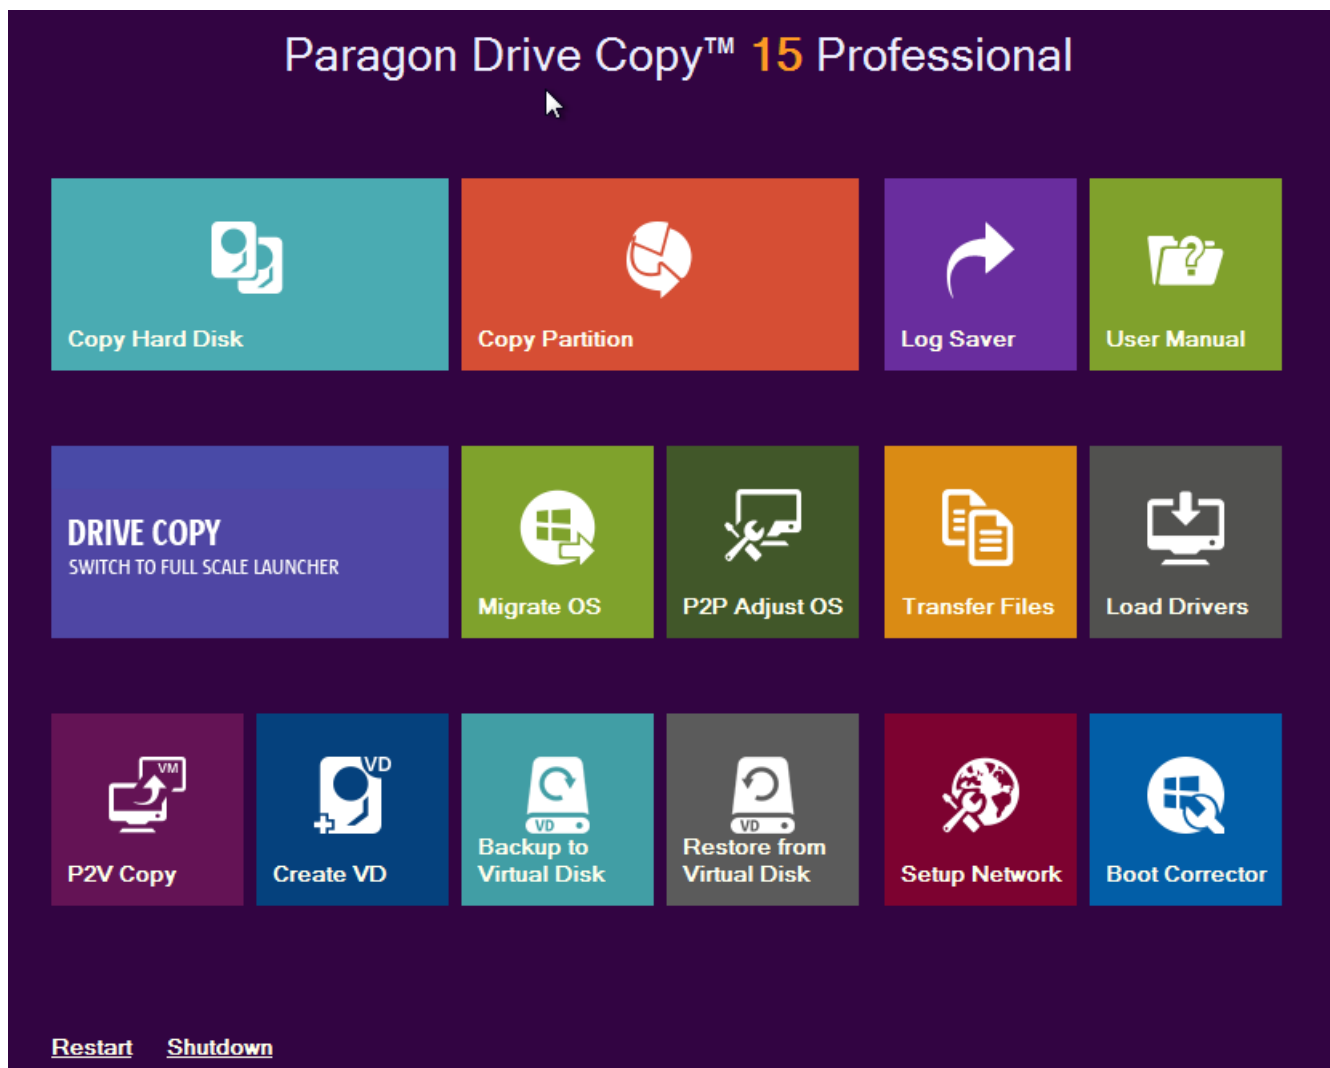 Paragon Drive Copy™ 15 Professional
Copy Hard Disk
Copy Partition
Log Saver
User Manual
DRIVE COPY
SWITCH TO FULL SCALE LAUNCHER
Migrate OS
P2P Adjust OS
Transfer Files
Load Drivers
VM
P2V Copy
VD
Create VD
VD
Backup to
Virtual Disk
VD
Restore from
Virtual Disk
Setup Network
Boot Corrector
Restart
Shutdown